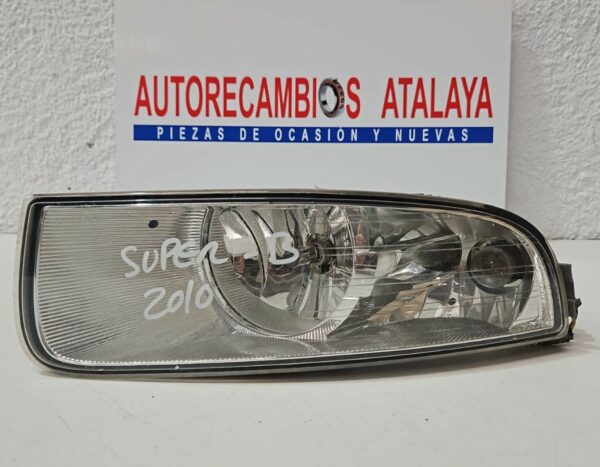 AUTORECAMBIOS ATALAYA
PIEZAS DE OCASIÓN Y NUEVAS
SUPER B
2010